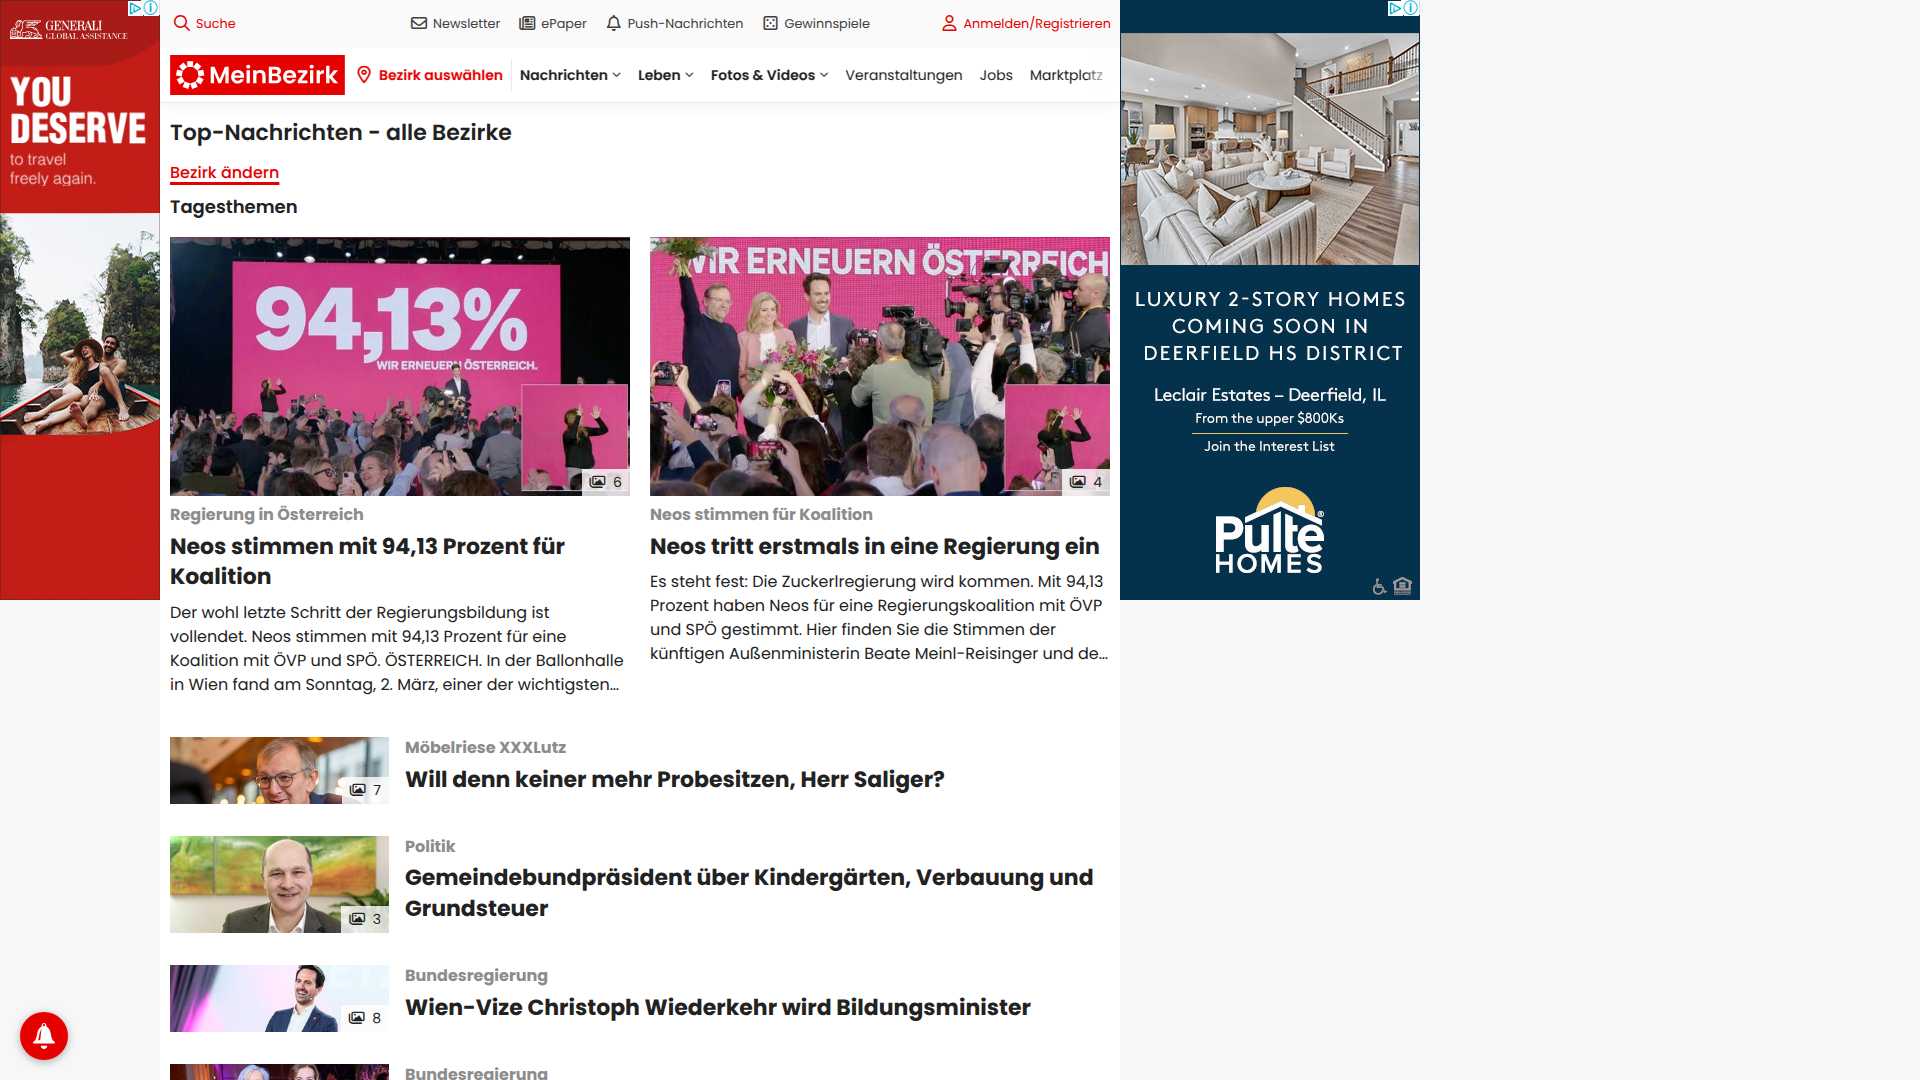 GENERALI
GLOBAL ASSISTANCE
YOU
DESERVE
to travel
freely again.
Suche
Newsletter
ePaper
Push-Nachrichten
Gewinnspiele
Anmelden/Registrieren
MeinBezirk
Bezirk auswählen
Nachrichten
Leben
Fotos & Videos
Veranstaltungen
Jobs
Marktplatz
Top-Nachrichten - alle Bezirke
Bezirk ändern
Tagesthemen
94,13%
WIR ERNEUERN ÖSTERREICH.
6
WIR ERNEUERN ÖSTERREICH
4
Regierung in Österreich
Neos stimmen mit 94,13 Prozent für
Koalition
Der wohl letzte Schritt der Regierungsbildung ist
vollendet. Neos stimmen mit 94,13 Prozent für eine
Koalition mit ÖVP und SPÖ. ÖSTERREICH. In der Ballonhalle
in Wien fand am Sonntag, 2. März, einer der wichtigsten…
Neos stimmen für Koalition
Neos tritt erstmals in eine Regierung ein
Es steht fest: Die Zuckerlregierung wird kommen. Mit 94,13
Prozent haben Neos für eine Regierungskoalition mit ÖVP
und SPÖ gestimmt. Hier finden Sie die Stimmen der
künftigen Außenministerin Beate Meinl-Reisinger und de…
7
Möbelriese XXXLutz
Will denn keiner mehr Probesitzen, Herr Saliger?
3
Politik
Gemeindebundpräsident über Kindergärten, Verbauung und
Grundsteuer
8
Bundesregierung
Wien-Vize Christoph Wiederkehr wird Bildungsminister
Bundesregierung
LUXURY 2-STORY HOMES
COMING SOON IN
DEERFIELD HS DISTRICT
Leclair Estates – Deerfield, IL
From the upper $800Ks
Join the Interest List
Pulte®
HOMES